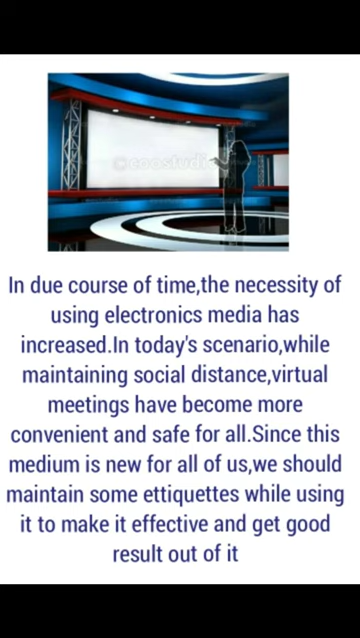 @coostudi
In due course of time,the necessity of
using electronics media has
increased.In today's scenario,while
maintaining social distance,virtual
meetings have become more
convenient and safe for all.Since this
medium is new for all of us,we should
maintain some ettiquettes while using
it to make it effective and get good
result out of it